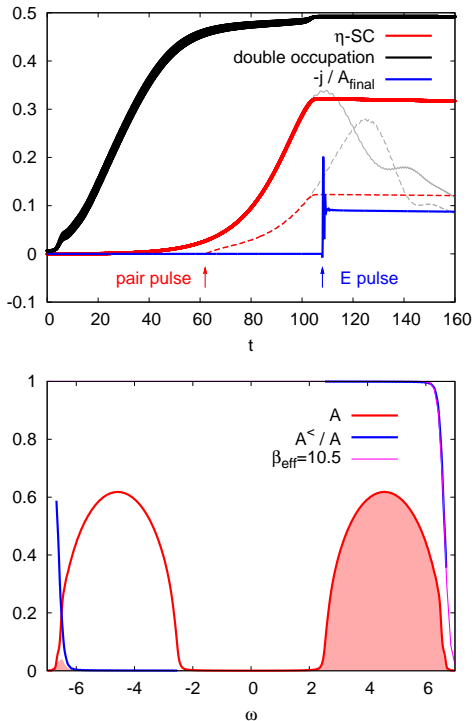 0.5
η-SC
double occupation
-j / A_final
0.4
0.3
0.2
0.1
0
pair pulse
E pulse
-0.1
0 20 40 60 80 100 120 140 160
t
1
A
A^< / A
β_eff=10.5
0.8
0.6
0.4
0.2
0
-6 -4 -2 0 2 4 6
ω